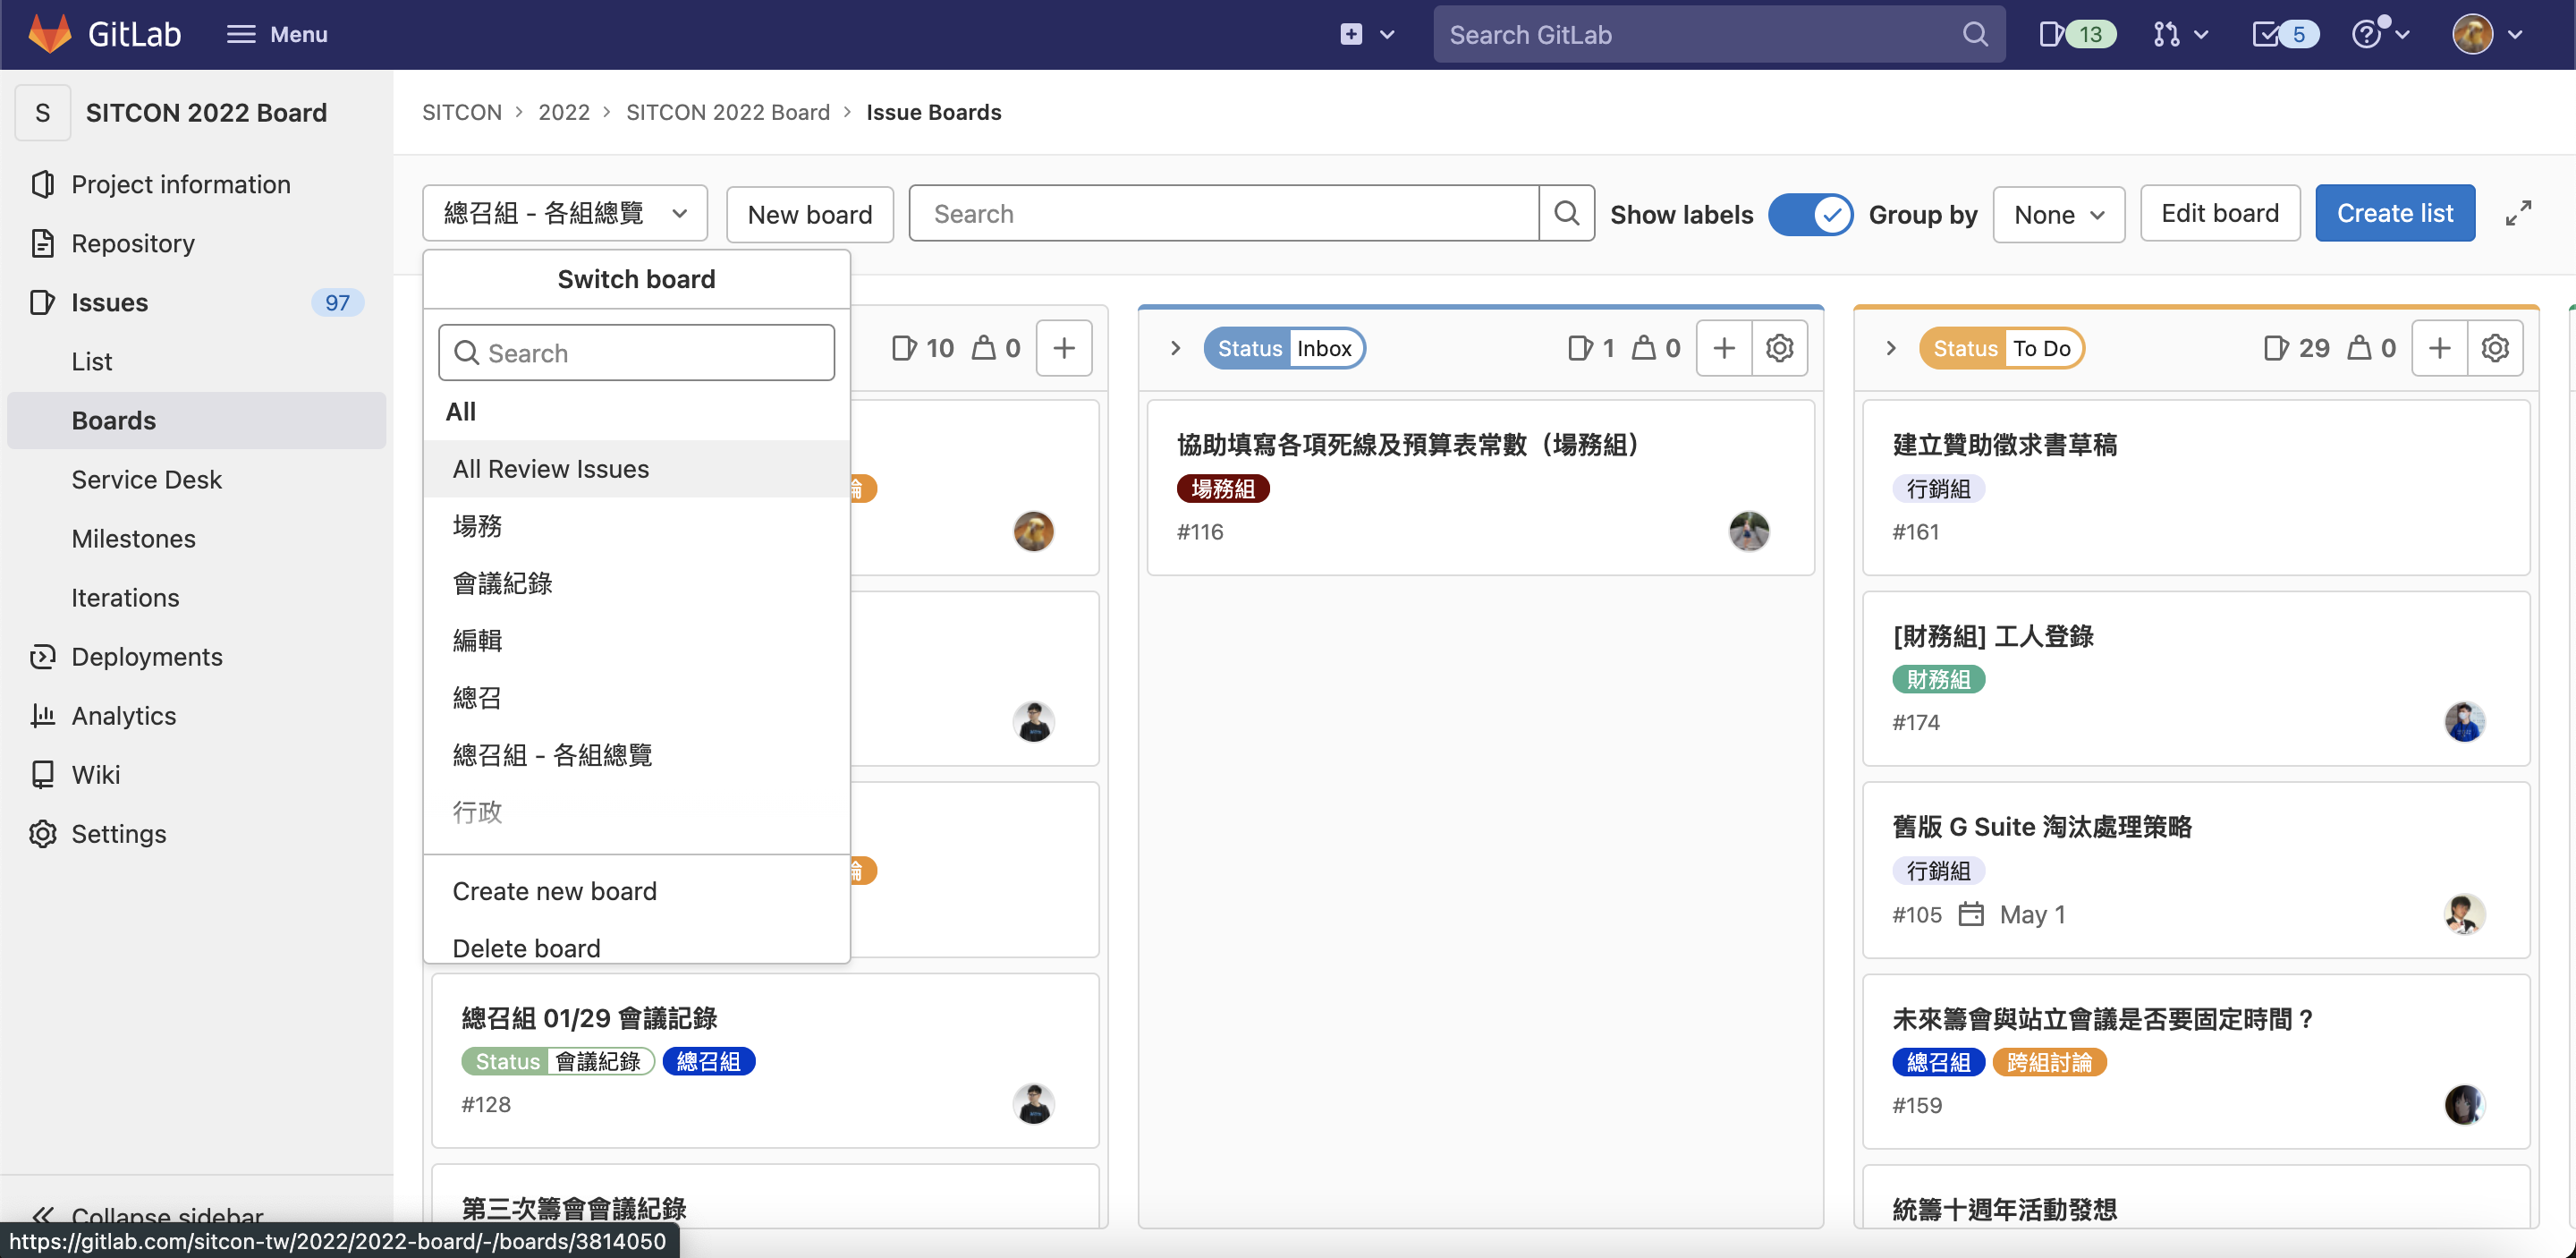 GitLab
Menu
Search GitLab
13
5
S
SITCON 2022 Board
Project information
Repository
Issues
97
List
Boards
Service Desk
Milestones
Iterations
Deployments
Analytics
Wiki
Settings
Collapse sidebar
https://gitlab.com/sitcon-tw/2022/2022-board/-/boards/3814050
SITCON > 2022 > SITCON 2022 Board > Issue Boards
總召組 - 各組總覽
New board
Search
Show labels
Group by
None
Edit board
Create list
Switch board
Search
All
All Review Issues
場務
會議紀錄
編輯
總召
總召組 - 各組總覽
行政
Create new board
Delete board
10 0
總召組 01/29 會議記錄
Status 會議紀錄 總召組
#128
第三次籌會會議紀錄
Status Inbox
1 0
協助填寫各項死線及預算表常數（場務組）
場務組
#116
Status To Do
29 0
建立贊助徵求書草稿
行銷組
#161
[財務組] 工人登錄
財務組
#174
舊版 G Suite 淘汰處理策略
行銷組
#105 May 1
未來籌會與站立會議是否要固定時間？
總召組 跨組討論
#159
統籌十週年活動發想